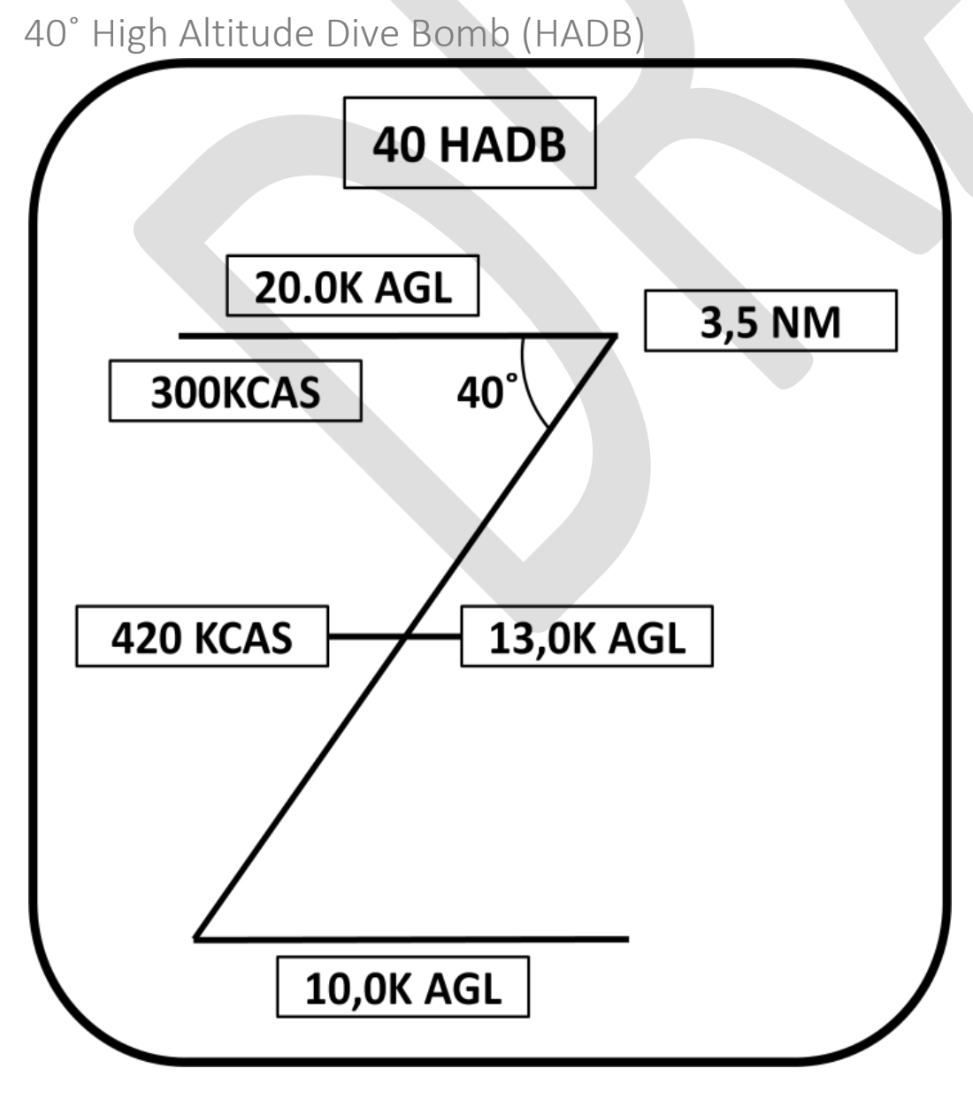 40˚ High Altitude Dive Bomb (HADB)
40 HADB
20.0K AGL
3,5 NM
300KCAS
40˚
420 KCAS
13,0K AGL
10,0K AGL